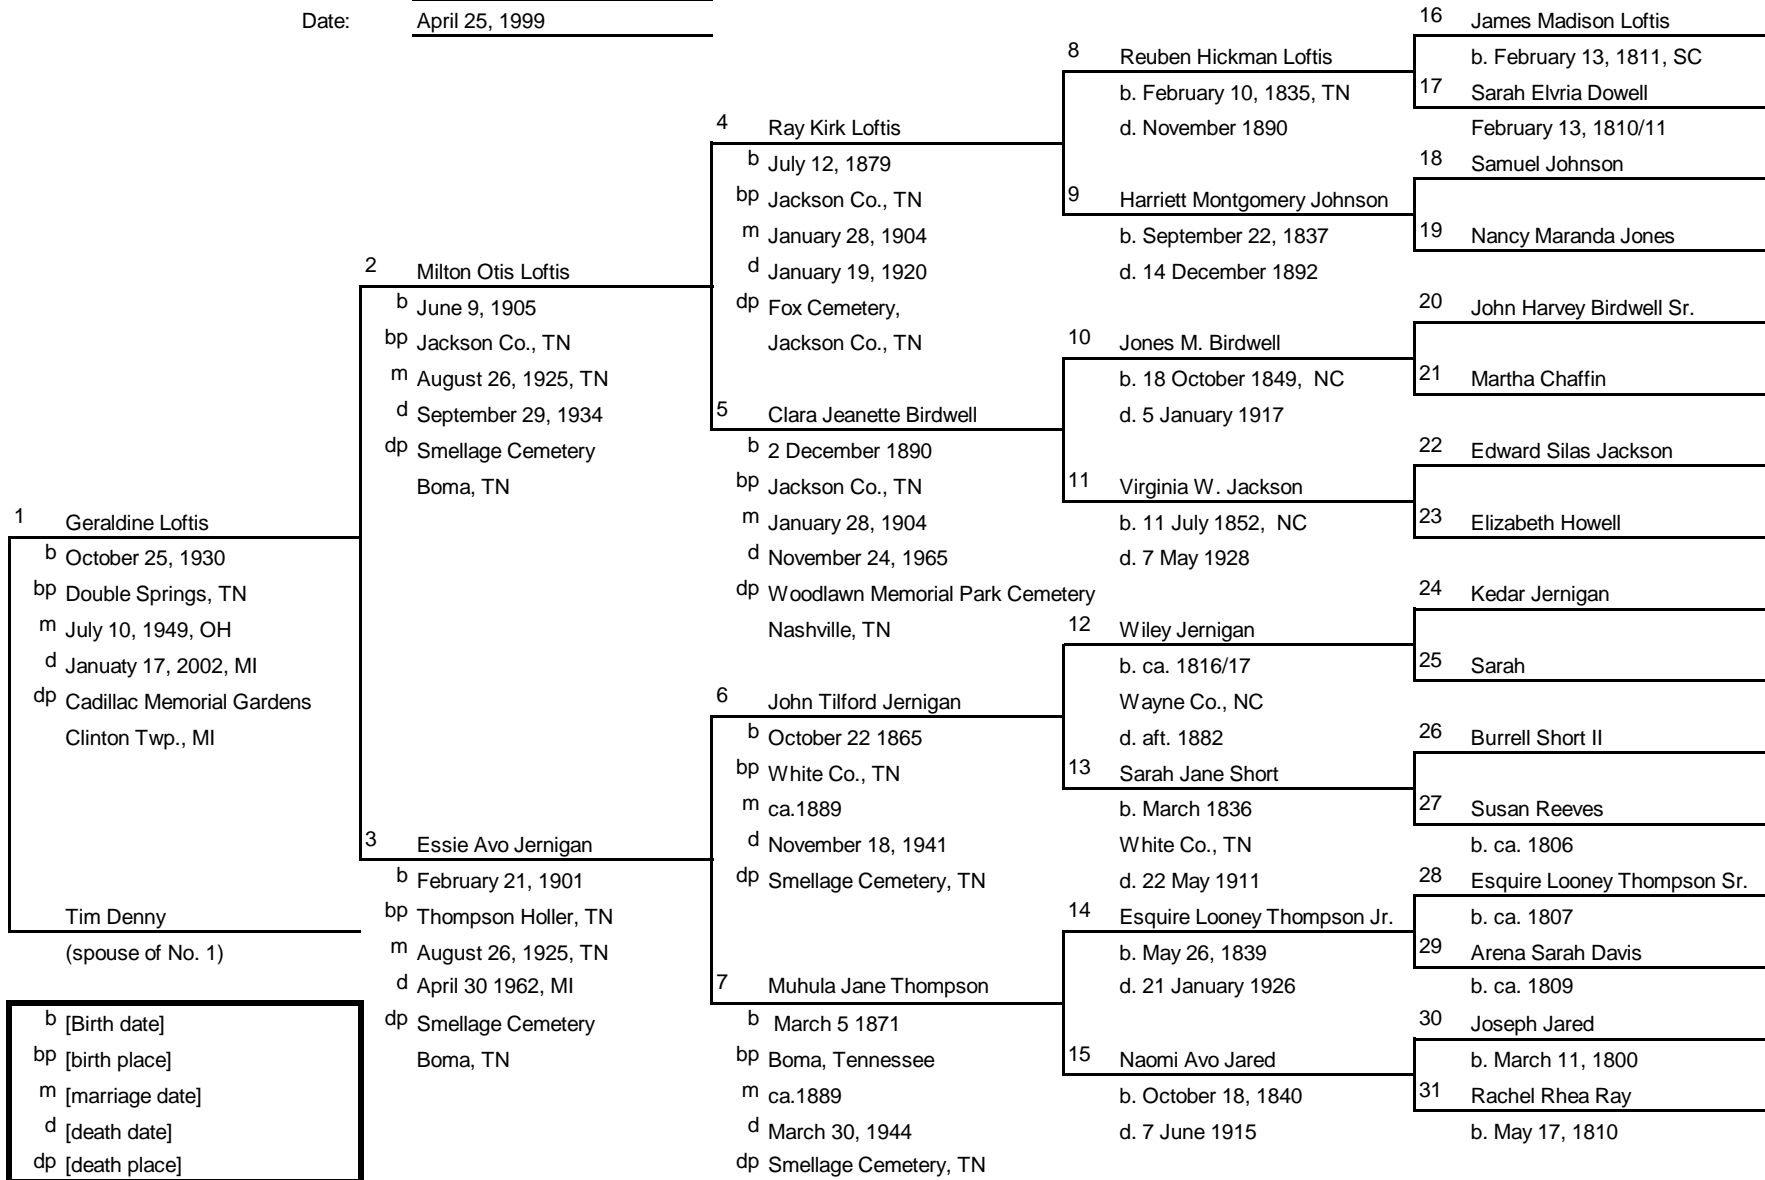 Date: April 25, 1999
1 Geraldine Loftis
b October 25, 1930
bp Double Springs, TN
m July 10, 1949, OH
d Januaty 17, 2002, MI
dp Cadillac Memorial Gardens
Clinton Twp., MI
Tim Denny
(spouse of No. 1)
b [Birth date]
bp [birth place]
m [marriage date]
d [death date]
dp [death place]
2 Milton Otis Loftis
b June 9, 1905
bp Jackson Co., TN
m August 26, 1925, TN
d September 29, 1934
dp Smellage Cemetery
Boma, TN
3 Essie Avo Jernigan
b February 21, 1901
bp Thompson Holler, TN
m August 26, 1925, TN
d April 30 1962, MI
dp Smellage Cemetery
Boma, TN
4 Ray Kirk Loftis
b July 12, 1879
bp Jackson Co., TN
m January 28, 1904
d January 19, 1920
dp Fox Cemetery,
Jackson Co., TN
5 Clara Jeanette Birdwell
b 2 December 1890
bp Jackson Co., TN
m January 28, 1904
d November 24, 1965
dp Woodlawn Memorial Park Cemetery
Nashville, TN
6 John Tilford Jernigan
b October 22 1865
bp White Co., TN
m ca.1889
d November 18, 1941
dp Smellage Cemetery, TN
7 Muhula Jane Thompson
b March 5 1871
bp Boma, Tennessee
m ca.1889
d March 30, 1944
dp Smellage Cemetery, TN
8 Reuben Hickman Loftis
b. February 10, 1835, TN
d. November 1890
9 Harriett Montgomery Johnson
b. September 22, 1837
d. 14 December 1892
10 Jones M. Birdwell
b. 18 October 1849, NC
d. 5 January 1917
11 Virginia W. Jackson
b. 11 July 1852, NC
d. 7 May 1928
12 Wiley Jernigan
b. ca. 1816/17
Wayne Co., NC
d. aft. 1882
13 Sarah Jane Short
b. March 1836
White Co., TN
d. 22 May 1911
14 Esquire Looney Thompson Jr.
b. May 26, 1839
d. 21 January 1926
15 Naomi Avo Jared
b. October 18, 1840
d. 7 June 1915
16 James Madison Loftis
b. February 13, 1811, SC
17 Sarah Elvria Dowell
February 13, 1810/11
18 Samuel Johnson
19 Nancy Maranda Jones
20 John Harvey Birdwell Sr.
21 Martha Chaffin
22 Edward Silas Jackson
23 Elizabeth Howell
24 Kedar Jernigan
25 Sarah
26 Burrell Short II
27 Susan Reeves
b. ca. 1806
28 Esquire Looney Thompson Sr.
b. ca. 1807
29 Arena Sarah Davis
b. ca. 1809
30 Joseph Jared
b. March 11, 1800
31 Rachel Rhea Ray
b. May 17, 1810